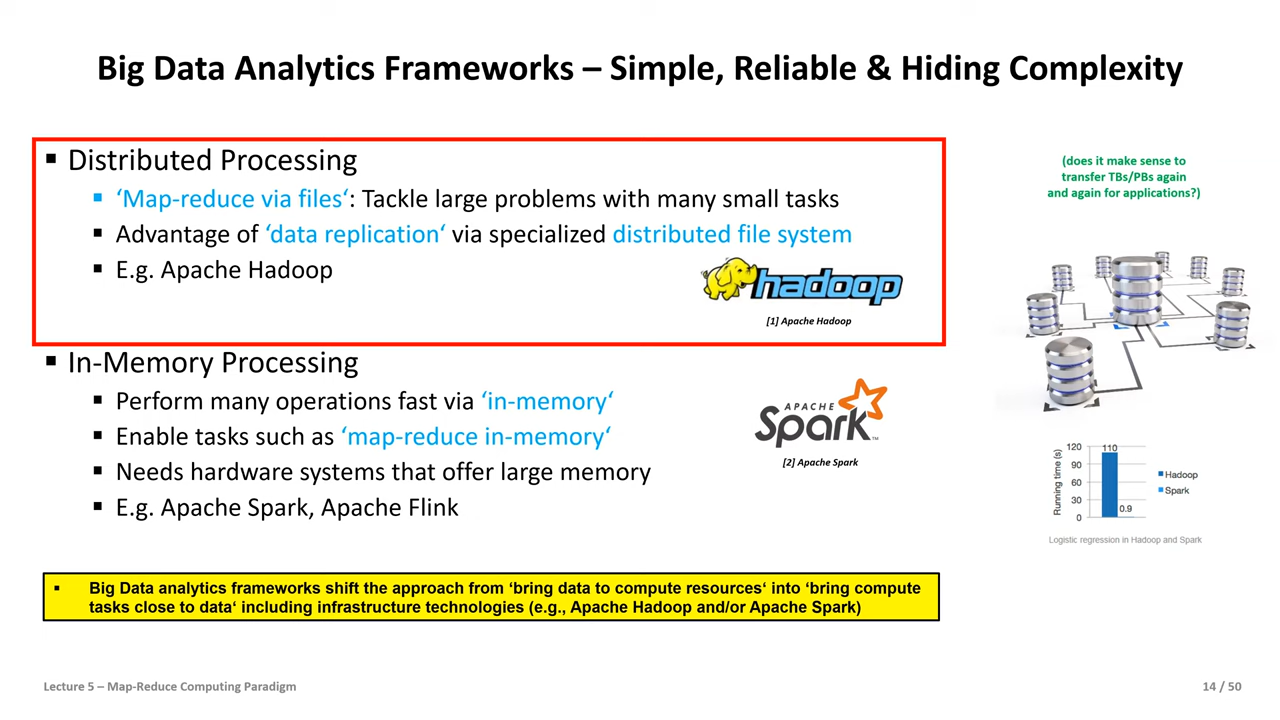 Big Data Analytics Frameworks – Simple, Reliable & Hiding Complexity
▪ Distributed Processing
▪ ‘Map-reduce via files‘: Tackle large problems with many small tasks
▪ Advantage of ‘data replication‘ via specialized distributed file system
▪ E.g. Apache Hadoop
hadoop
[1] Apache Hadoop
▪ In-Memory Processing
▪ Perform many operations fast via ‘in-memory‘
▪ Enable tasks such as ‘map-reduce in-memory‘
▪ Needs hardware systems that offer large memory
▪ E.g. Apache Spark, Apache Flink
APACHE
Spark™
[2] Apache Spark
(does it make sense to
transfer TBs/PBs again
and again for applications?)
Running time (s)
120
90
60
30
0
110
0.9
Hadoop
Spark
Logistic regression in Hadoop and Spark
▪ Big Data analytics frameworks shift the approach from ‘bring data to compute resources‘ into ‘bring compute
tasks close to data‘ including infrastructure technologies (e.g., Apache Hadoop and/or Apache Spark)
Lecture 5 – Map-Reduce Computing Paradigm
14 / 50